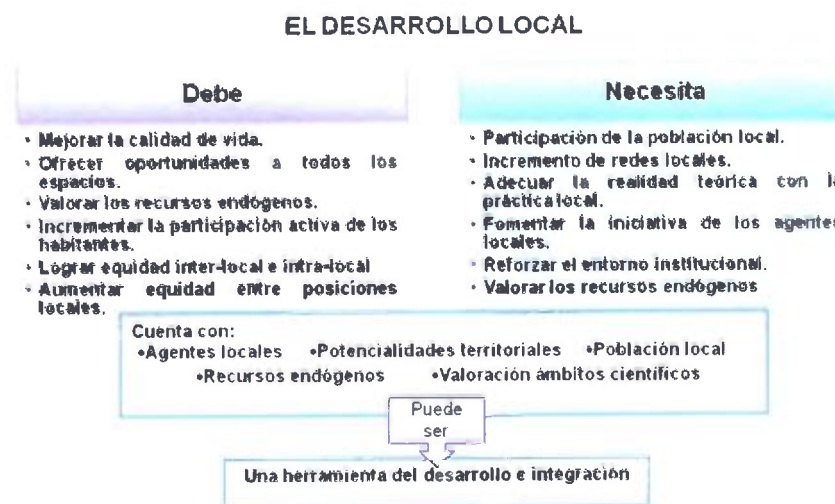 EL DESARROLLO LOCAL
Debe
• Mejorar la calidad de vida.
• Ofrecer oportunidades a todos los
espacios.
• Valorar los recursos endógenos.
• Incrementar la participación activa de los
habitantes.
• Lograr equidad inter-local e intra-local
• Aumentar equidad entre posiciones
locales.
Necesita
• Participación de la población local.
• Incremento de redes locales.
• Adecuar la realidad teórica con la
práctica local.
• Fomentar la iniciativa de los agentes
locales.
• Reforzar el entorno institucional.
• Valorar los recursos endógenos
Cuenta con:
•Agentes locales •Potencialidades territoriales •Población local
•Recursos endógenos •Valoración ámbitos científicos
Puede
ser
Una herramienta del desarrollo e integración